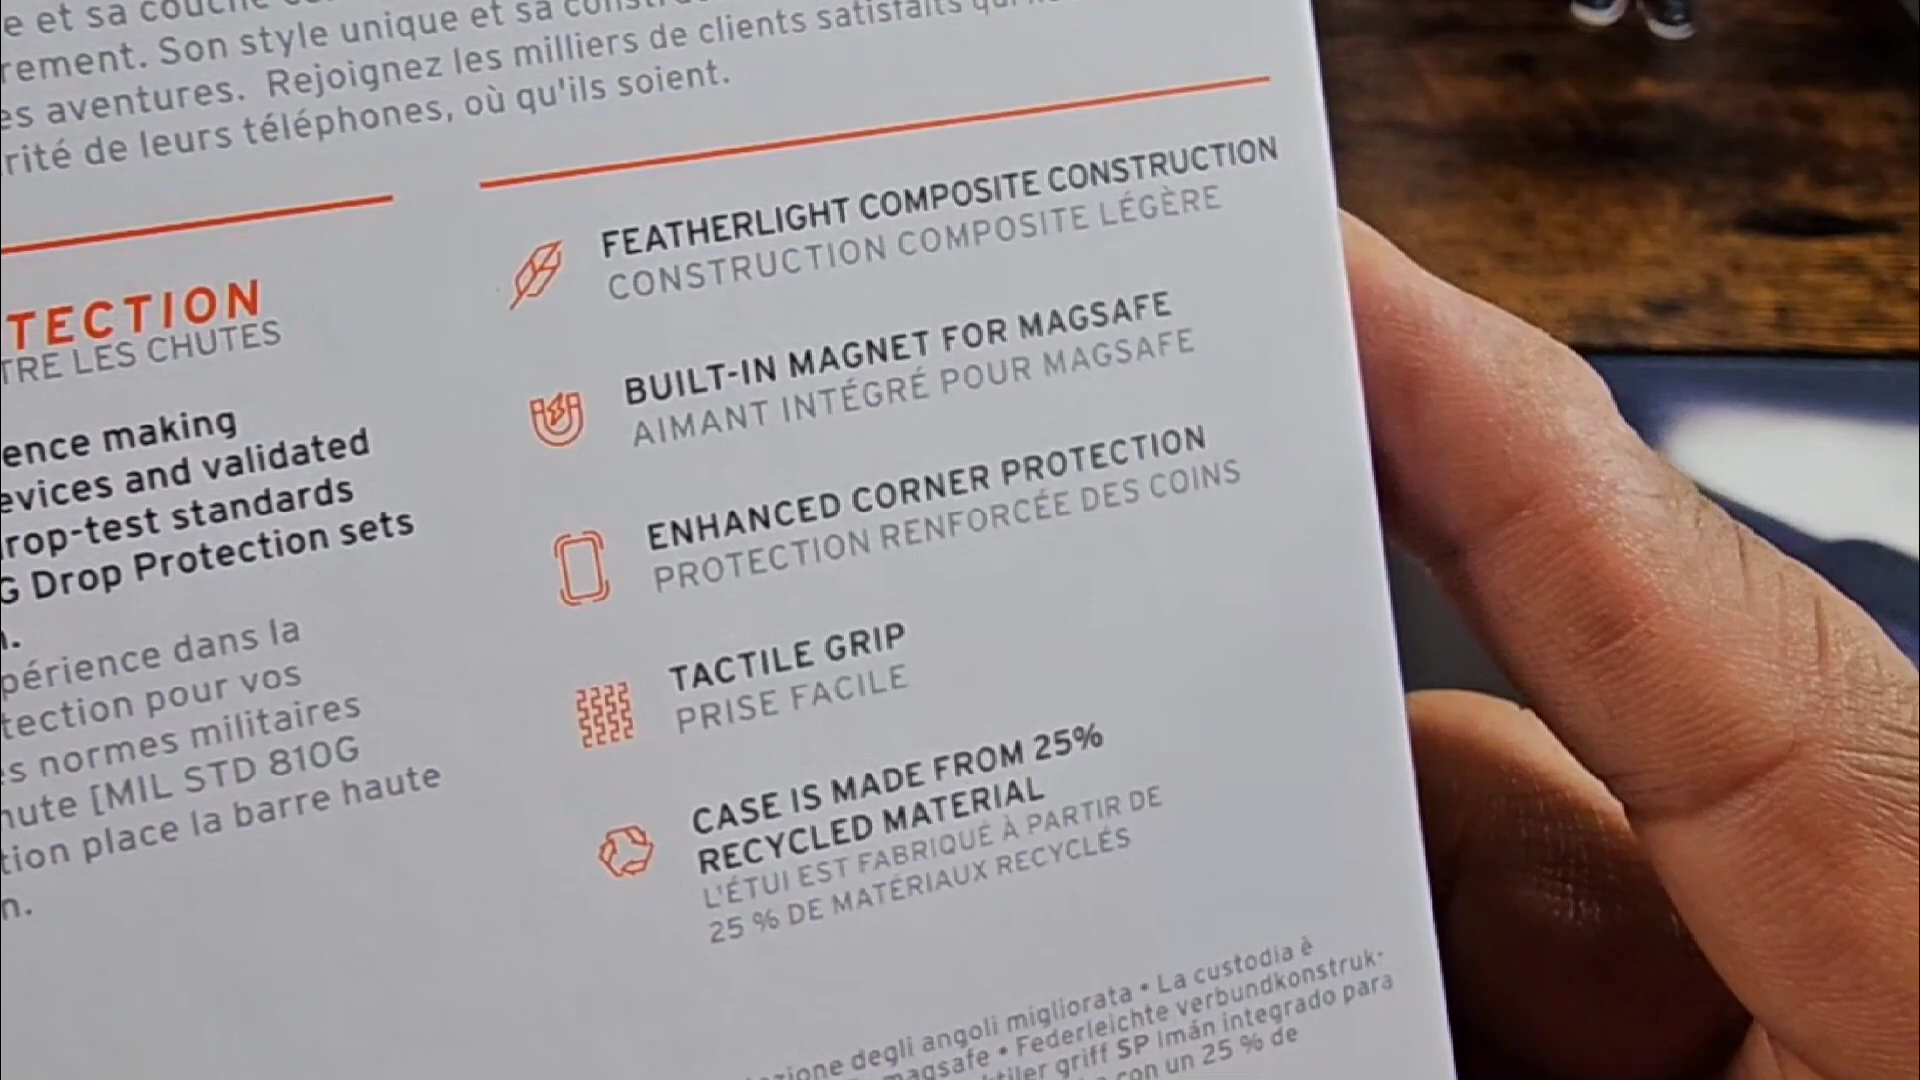 e et sa couche
rement. Son style unique et sa
es aventures. Rejoignez les milliers de clients satisfaits
rité de leurs téléphones, où qu'ils soient.
TECTION
TRE LES CHUTES
ence making
evices and validated
rop-test standards
G Drop Protection sets
n.
périence dans la
tection pour vos
es normes militaires
hute [MIL STD 810G
tion place la barre haute
n.
FEATHERLIGHT COMPOSITE CONSTRUCTION
CONSTRUCTION COMPOSITE LÉGÈRE
BUILT-IN MAGNET FOR MAGSAFE
AIMANT INTÉGRÉ POUR MAGSAFE
ENHANCED CORNER PROTECTION
PROTECTION RENFORCÉE DES COINS
TACTILE GRIP
PRISE FACILE
CASE IS MADE FROM 25%
RECYCLED MATERIAL
L'ÉTUI EST FABRIQUÉ À PARTIR DE
25 % DE MATÉRIAUX RECYCLÉS
zione degli angoli migliorata • La custodia è
magsafe • Federleichte verbundkonstruk-
ktiler griff SP Imán integrado para
con un 25 % de